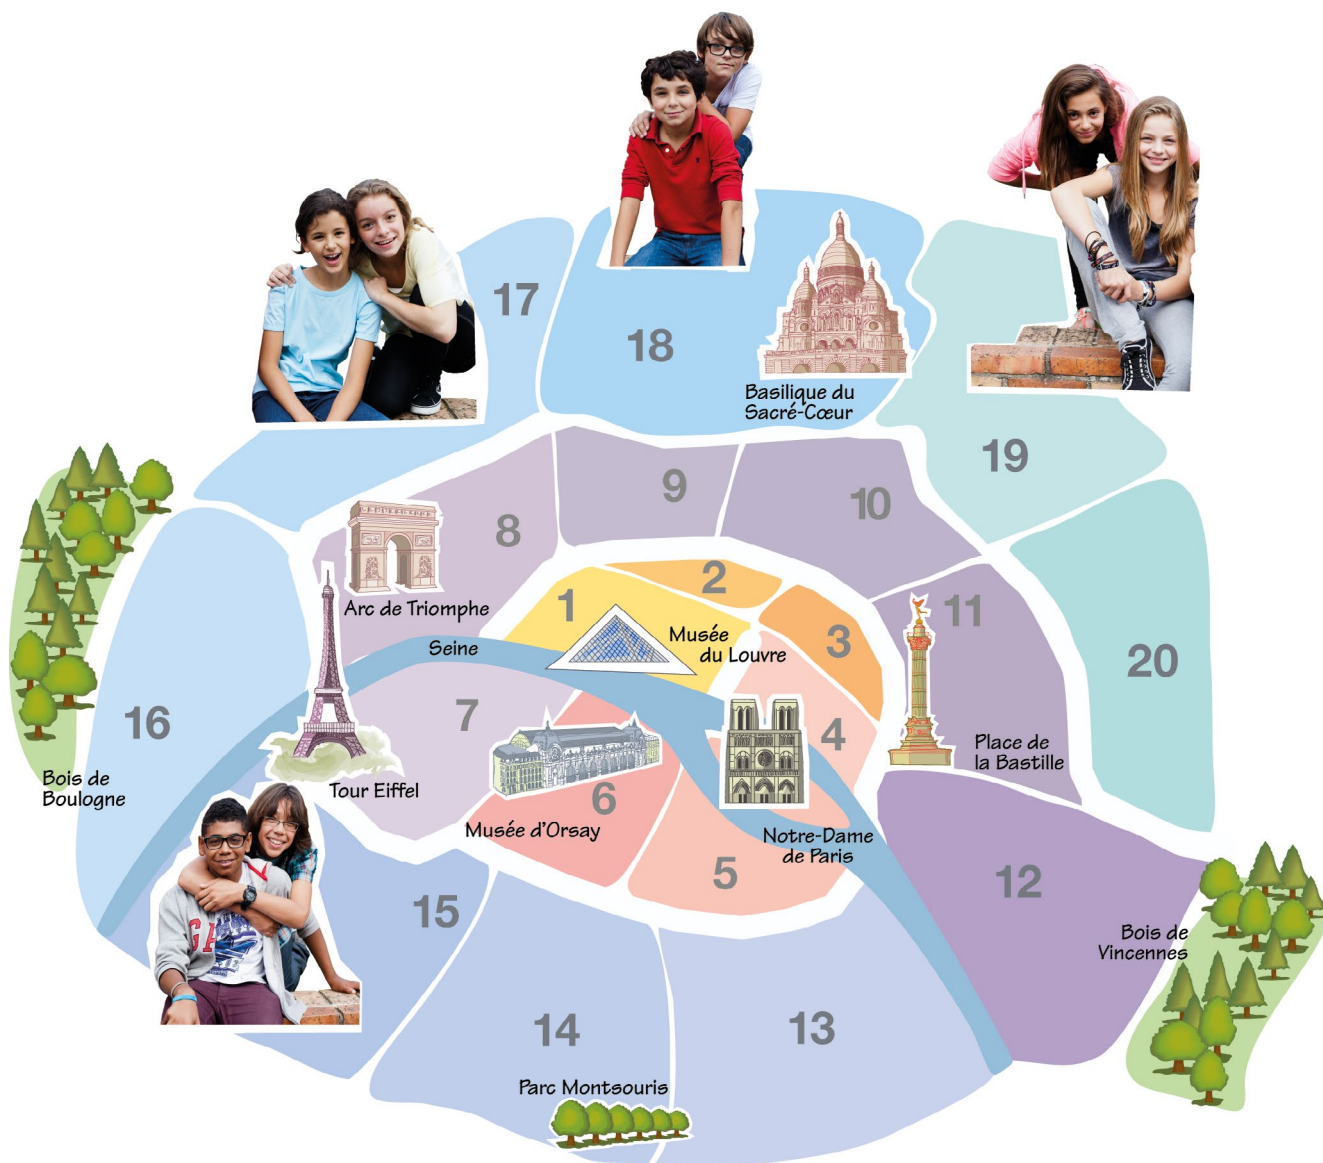 17
18
Basilique du
Sacré-Cœur
19
9
10
8
Arc de Triomphe
2
1
3
11
Seine
Musée
du Louvre
20
16
7
4
Place de
la Bastille
Bois de
Boulogne
Tour Eiffel
6
Musée d'Orsay
Notre-Dame
de Paris
5
12
15
GA
Bois de
Vincennes
14
13
Parc Montsouris